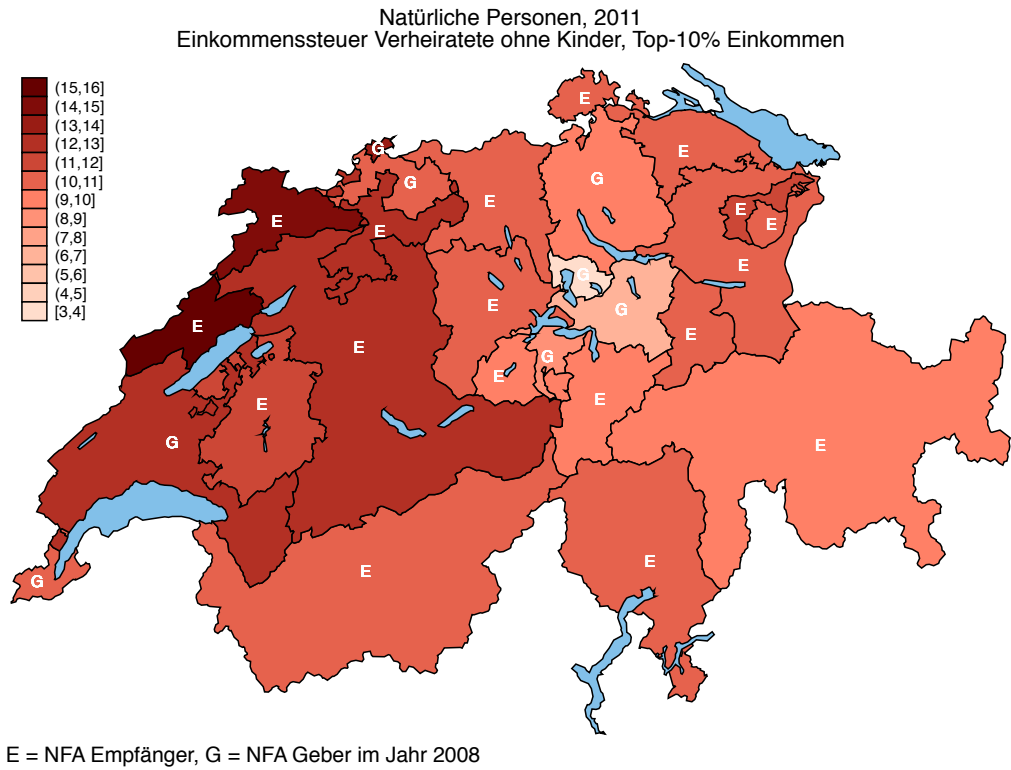 Natürliche Personen, 2011
Einkommenssteuer Verheiratete ohne Kinder, Top-10% Einkommen
(15,16]
(14,15]
(13,14]
(12,13]
(11,12]
(10,11]
(9,10]
(8,9]
(7,8]
(6,7]
(5,6]
(4,5]
[3,4]
E
G
E
G
G
E
E
E
E
E
E
G
E
G
E
E
E
G
E
E
E
G
E
E
E
G
E = NFA Empfänger, G = NFA Geber im Jahr 2008